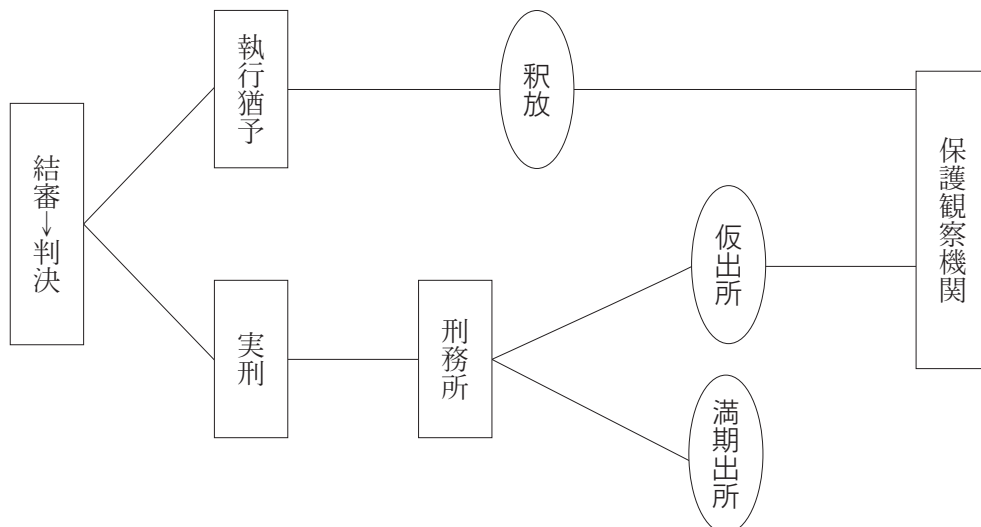 結審→判決
執行猶予
釈放
保護観察機関
実刑
刑務所
仮出所
満期出所